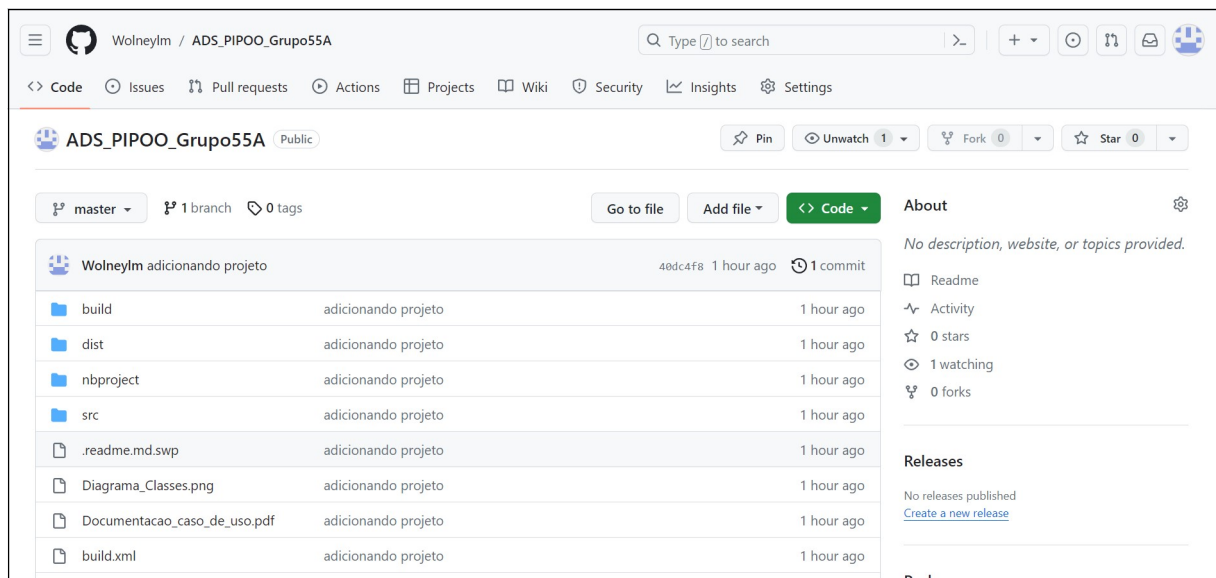 Wolneylm / ADS_PIPOO_Grupo55A Type / to search
Code Issues Pull requests Actions Projects Wiki Security Insights Settings
ADS_PIPOO_Grupo55A Public Pin Unwatch 1 Fork 0 Star 0
master 1 branch 0 tags Go to file Add file Code
About
No description, website, or topics provided.
Wolneylm adicionando projeto 40dc4f8 1 hour ago 1 commit
Readme
build adicionando projeto 1 hour ago
Activity
0 stars
dist adicionando projeto 1 hour ago
1 watching
nbproject adicionando projeto 1 hour ago
0 forks
src adicionando projeto 1 hour ago
.readme.md.swp adicionando projeto 1 hour ago
Releases
Diagrama_Classes.png adicionando projeto 1 hour ago
No releases published
Create a new release
Documentacao_caso_de_uso.pdf adicionando projeto 1 hour ago
build.xml adicionando projeto 1 hour ago